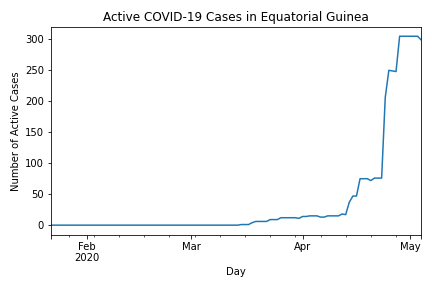 Active COVID-19 Cases in Equatorial Guinea
Number of Active Cases
300
250
200
150
100
50
0
Feb
2020
Mar
Apr
May
Day